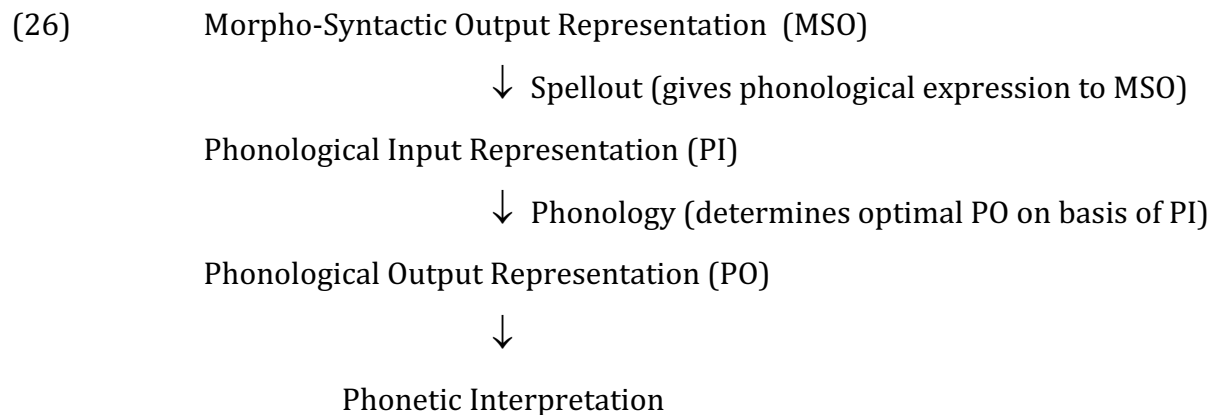 (26) Morpho-Syntactic Output Representation (MSO)
↓ Spellout (gives phonological expression to MSO)
Phonological Input Representation (PI)
↓ Phonology (determines optimal PO on basis of PI)
Phonological Output Representation (PO)
↓
Phonetic Interpretation